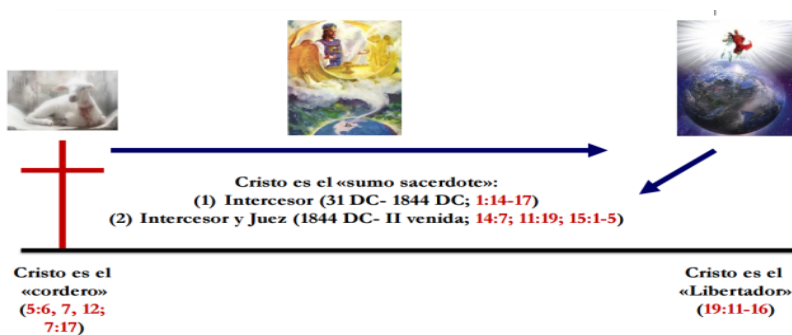 Cristo es el «sumo sacerdote»:
(1) Intercesor (31 DC- 1844 DC; 1:14-17)
(2) Intercesor y Juez (1844 DC- II venida; 14:7; 11:19; 15:1-5)
Cristo es el
«cordero»
(5:6, 7, 12;
7:17)
Cristo es el
«Libertador»
(19:11-16)